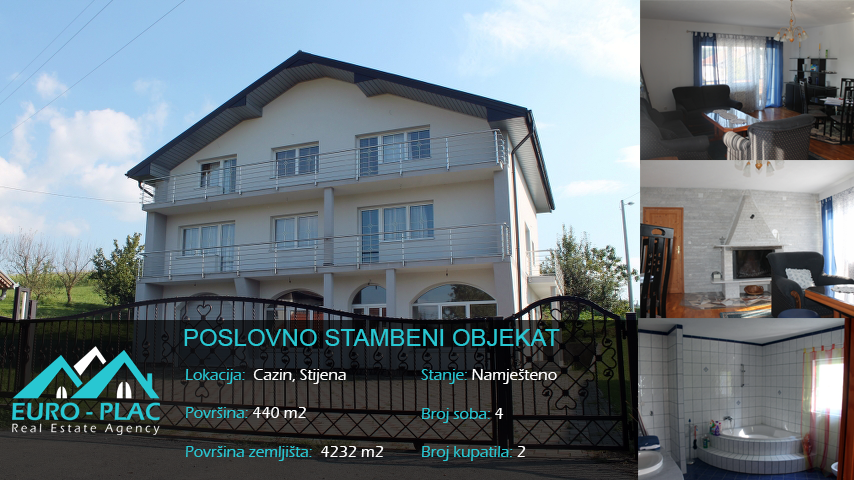 POSLOVNO STAMBENI OBJEKAT
Lokacija: Cazin, Stijena
Stanje: Namješteno
Površina: 440 m2
Broj soba: 4
Površina zemljišta: 4232 m2
Broj kupatila: 2
EURO - PLAC
Real Estate Agency